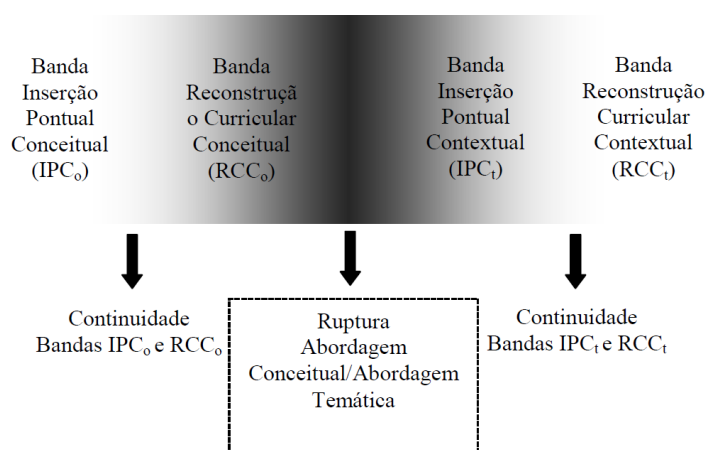 Banda
Inserção
Pontual
Conceitual
(IPCₒ)
Banda
Reconstruçã
o Curricular
Conceitual
(RCCₒ)
Banda
Inserção
Pontual
Contextual
(IPCₜ)
Banda
Reconstrução
Curricular
Contextual
(RCCₜ)
Continuidade
Bandas IPCₒ e RCCₒ
Ruptura
Abordagem
Conceitual/Abordagem
Temática
Continuidade
Bandas IPCₜ e RCCₜ